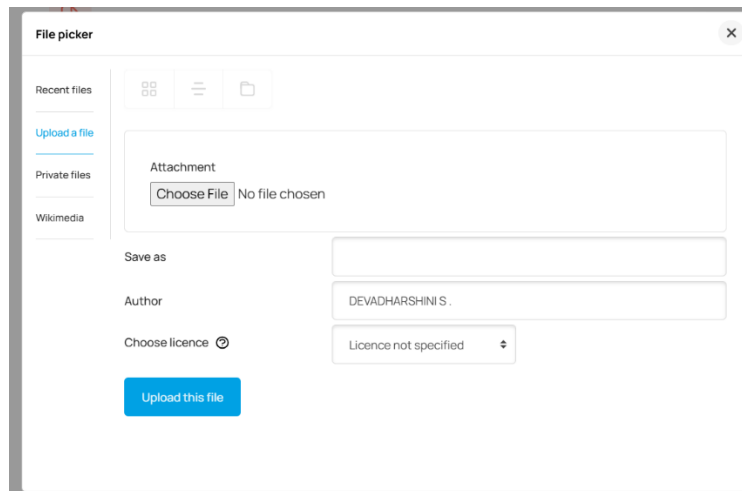 File picker
Recent files
Upload a file
Private files
Wikimedia
Attachment
Choose File No file chosen
Save as
Author
DEVADHARSHINI S .
Choose licence
Licence not specified
Upload this file